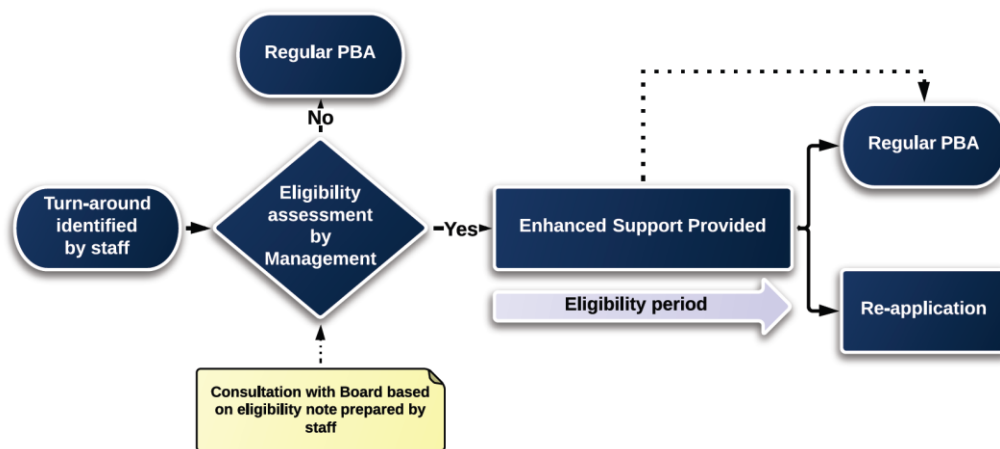 Regular PBA
No
Turn-around
identified
by staff
Eligibility
assessment
by
Management
Yes
Enhanced Support Provided
Regular PBA
Eligibility period
Re-application
Consultation with Board based
on eligibility note prepared by
staff